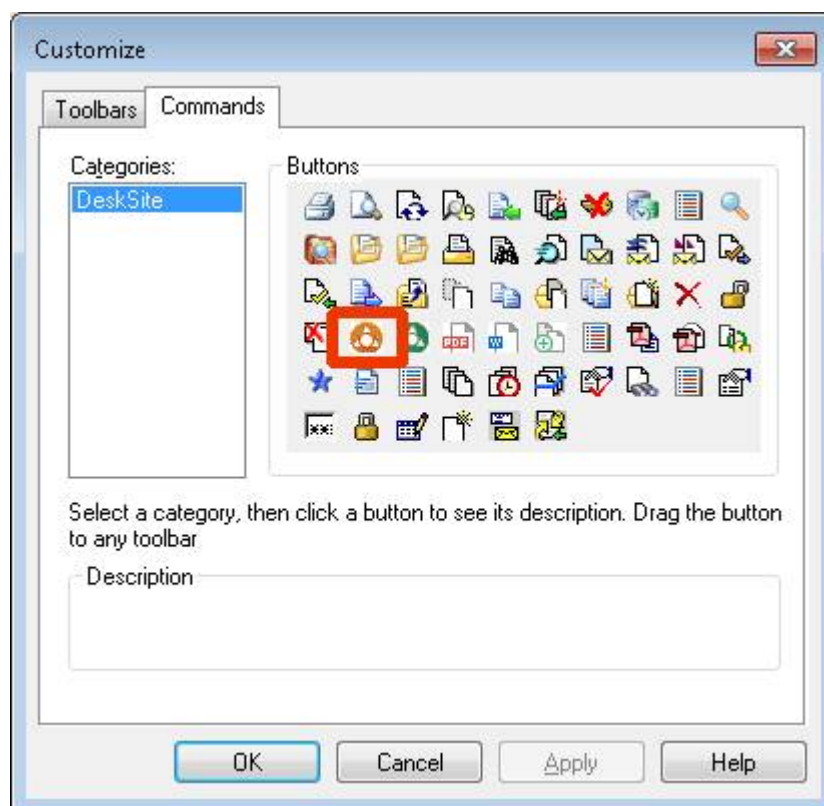 Customize
Toolbars
Commands
Categories:
Buttons
DeskSite
PDF
W
Select a category, then click a button to see its description. Drag the button
to any toolbar
Description
OK
Cancel
Apply
Help